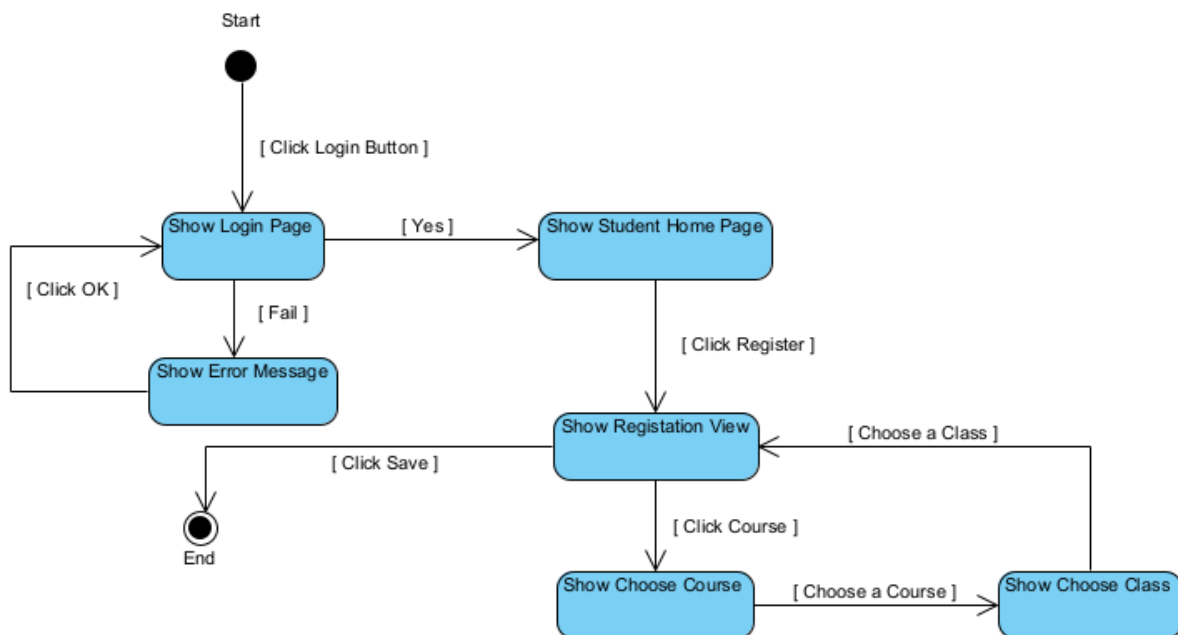 Start
[ Click Login Button ]
Show Login Page
[ Yes ]
Show Student Home Page
[ Click OK ]
[ Fail ]
[ Click Register ]
Show Error Message
Show Registation View
[ Choose a Class ]
[ Click Save ]
[ Click Course ]
End
Show Choose Course
[ Choose a Course ]
Show Choose Class